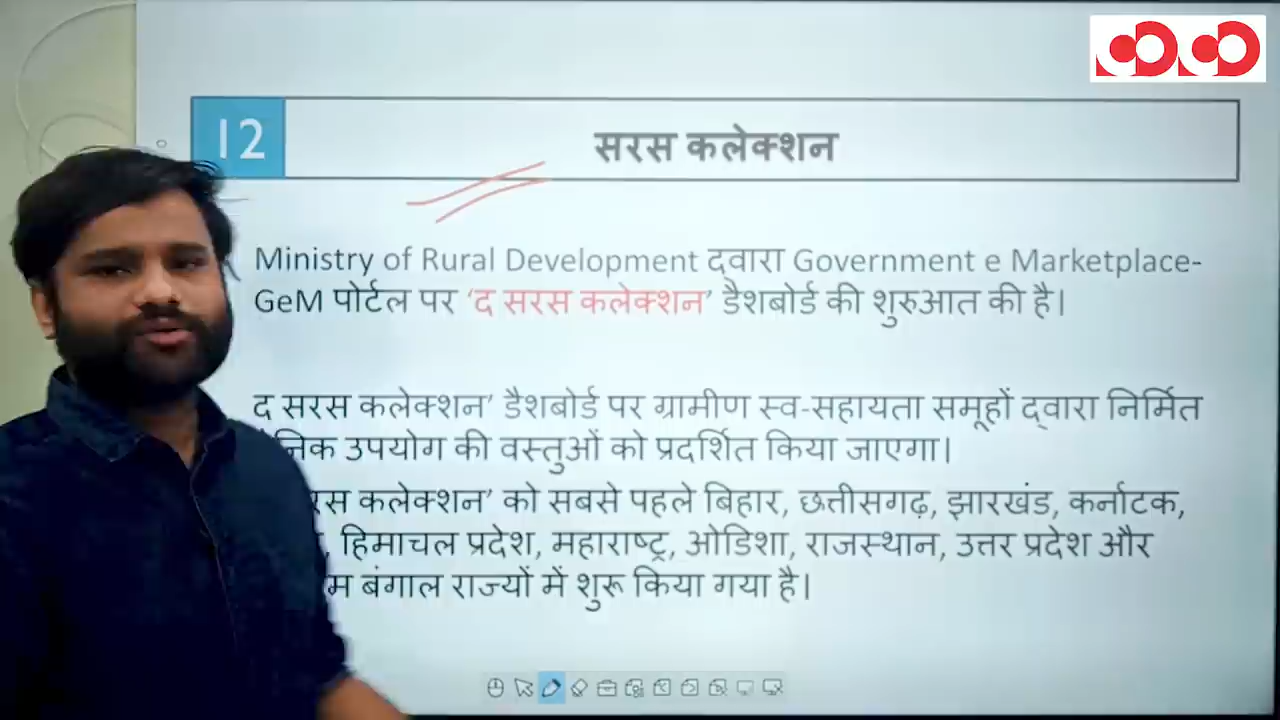 12
सरस कलेक्शन
Ministry of Rural Development द्वारा Government e Marketplace-
GeM पोर्टल पर ‘द सरस कलेक्शन’ डैशबोर्ड की शुरुआत की है।
द सरस कलेक्शन’ डैशबोर्ड पर ग्रामीण स्व-सहायता समूहों द्वारा निर्मित
उपयोग की वस्तुओं को प्रदर्शित किया जाएगा।
कलेक्शन’ को सबसे पहले बिहार, छत्तीसगढ़, झारखंड, कर्नाटक,
हिमाचल प्रदेश, महाराष्ट्र, ओडिशा, राजस्थान, उत्तर प्रदेश और
बंगाल राज्यों में शुरू किया गया है।